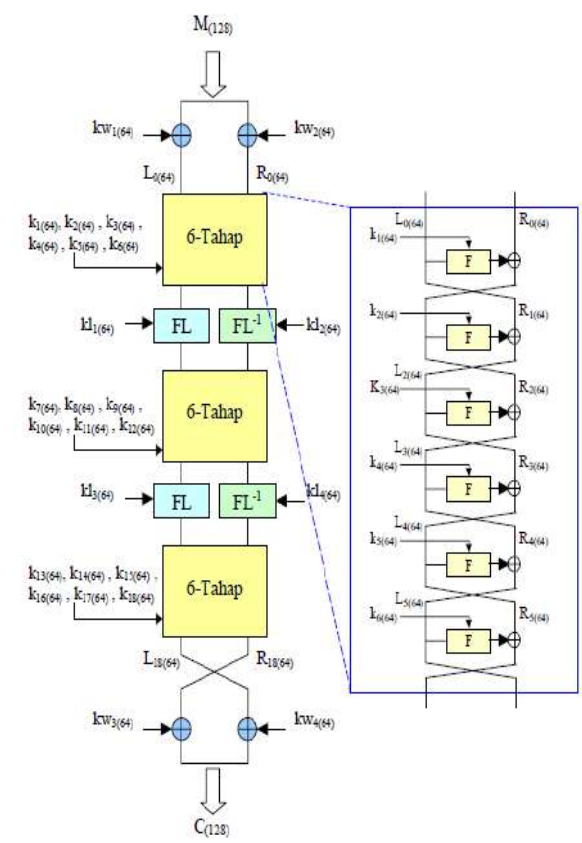 M(128)
kw1(64)
kw2(64)
L0(64)
R0(64)
k1(64), k2(64) , k3(64) ,
k4(64) , k5(64) , k6(64)
6-Tahap
kl1(64)
FL
FL-1
kl2(64)
k7(64), k8(64) , k9(64) ,
k10(64) , k11(64) , k12(64)
6-Tahap
kl3(64)
FL
FL-1
kl4(64)
k13(64), k14(64) , k15(64) ,
k16(64) , k17(64) , k18(64)
6-Tahap
L18(64)
R18(64)
kw3(64)
kw4(64)
C(128)
L0(64)
R0(64)
k1(64)
F
R1(64)
k2(64)
F
L2(64)
R2(64)
K3(64)
F
L3(64)
R3(64)
k4(64)
F
L4(64)
R4(64)
k5(64)
F
L5(64)
R5(64)
k6(64)
F